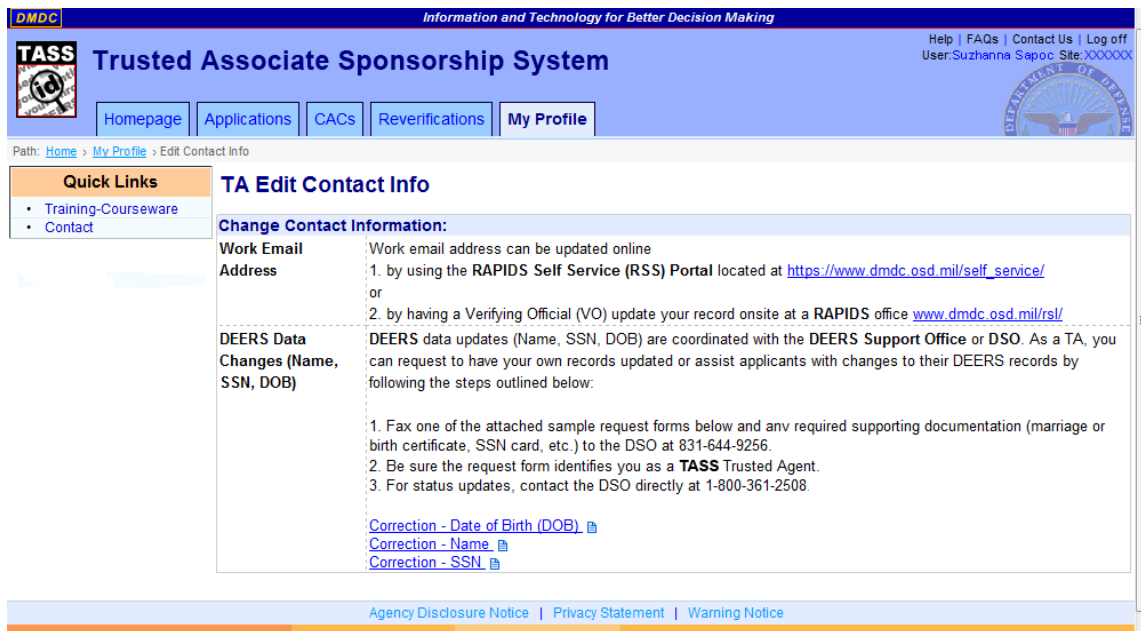 DMDC
Information and Technology for Better Decision Making
TASS
Trusted Associate Sponsorship System
Help | FAQs | Contact Us | Log off
User:Suzhanna Sapoc Site:XXXXXX
id
DEPARTMENT OF DEFENSE
Homepage
Applications
CACs
Reverifications
My Profile
Path: Home › My Profile › Edit Contact Info
Quick Links
• Training-Courseware
• Contact
TA Edit Contact Info
Change Contact Information:
Work Email
Address
Work email address can be updated online
1. by using the RAPIDS Self Service (RSS) Portal located at https://www.dmdc.osd.mil/self_service/
or
2. by having a Verifying Official (VO) update your record onsite at a RAPIDS office www.dmdc.osd.mil/rsl/
DEERS Data
Changes (Name,
SSN, DOB)
DEERS data updates (Name, SSN, DOB) are coordinated with the DEERS Support Office or DSO. As a TA, you
can request to have your own records updated or assist applicants with changes to their DEERS records by
following the steps outlined below:
1. Fax one of the attached sample request forms below and any required supporting documentation (marriage or
birth certificate, SSN card, etc.) to the DSO at 831-644-9256.
2. Be sure the request form identifies you as a TASS Trusted Agent.
3. For status updates, contact the DSO directly at 1-800-361-2508.
Correction - Date of Birth (DOB)
Correction - Name
Correction - SSN
Agency Disclosure Notice | Privacy Statement | Warning Notice